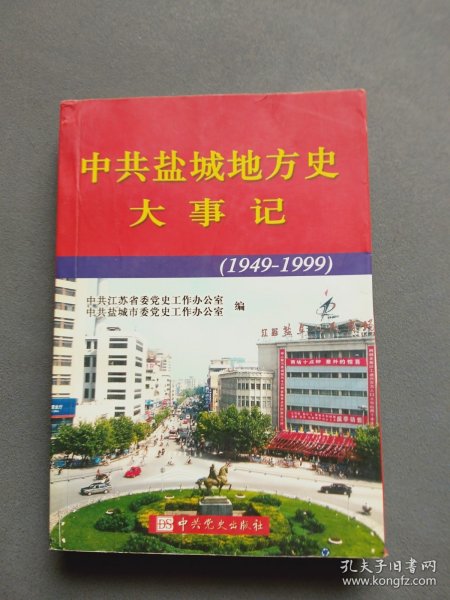 中共盐城地方史
大事记
(1949-1999)
中共江苏省委党史工作办公室
中共盐城市委党史工作办公室
编
DS 中共党史出版社
孔夫子旧书网
www.kongfz.com